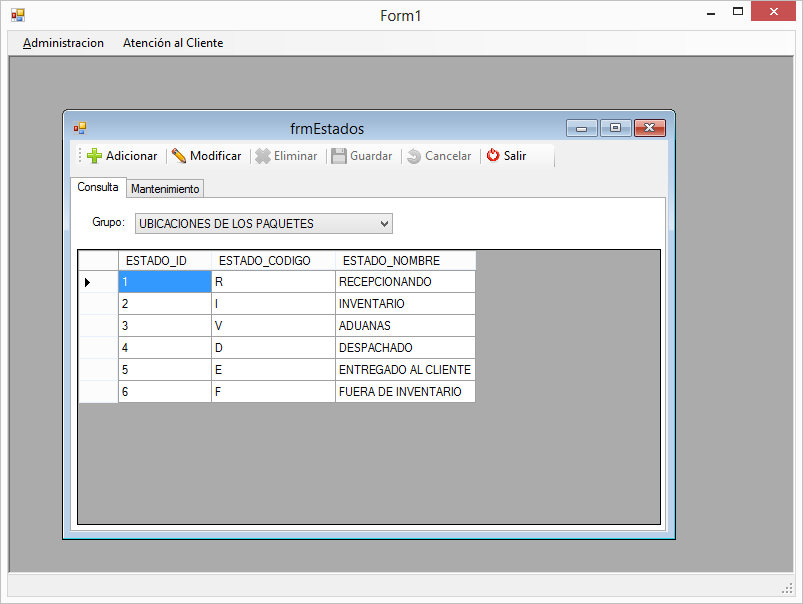 Form1
Administracion Atención al Cliente
frmEstados
Adicionar Modificar Eliminar Guardar Cancelar Salir
Consulta Mantenimiento
Grupo: UBICACIONES DE LOS PAQUETES
ESTADO_ID ESTADO_CODIGO ESTADO_NOMBRE
1 R RECEPCIONANDO
2 I INVENTARIO
3 V ADUANAS
4 D DESPACHADO
5 E ENTREGADO AL CLIENTE
6 F FUERA DE INVENTARIO